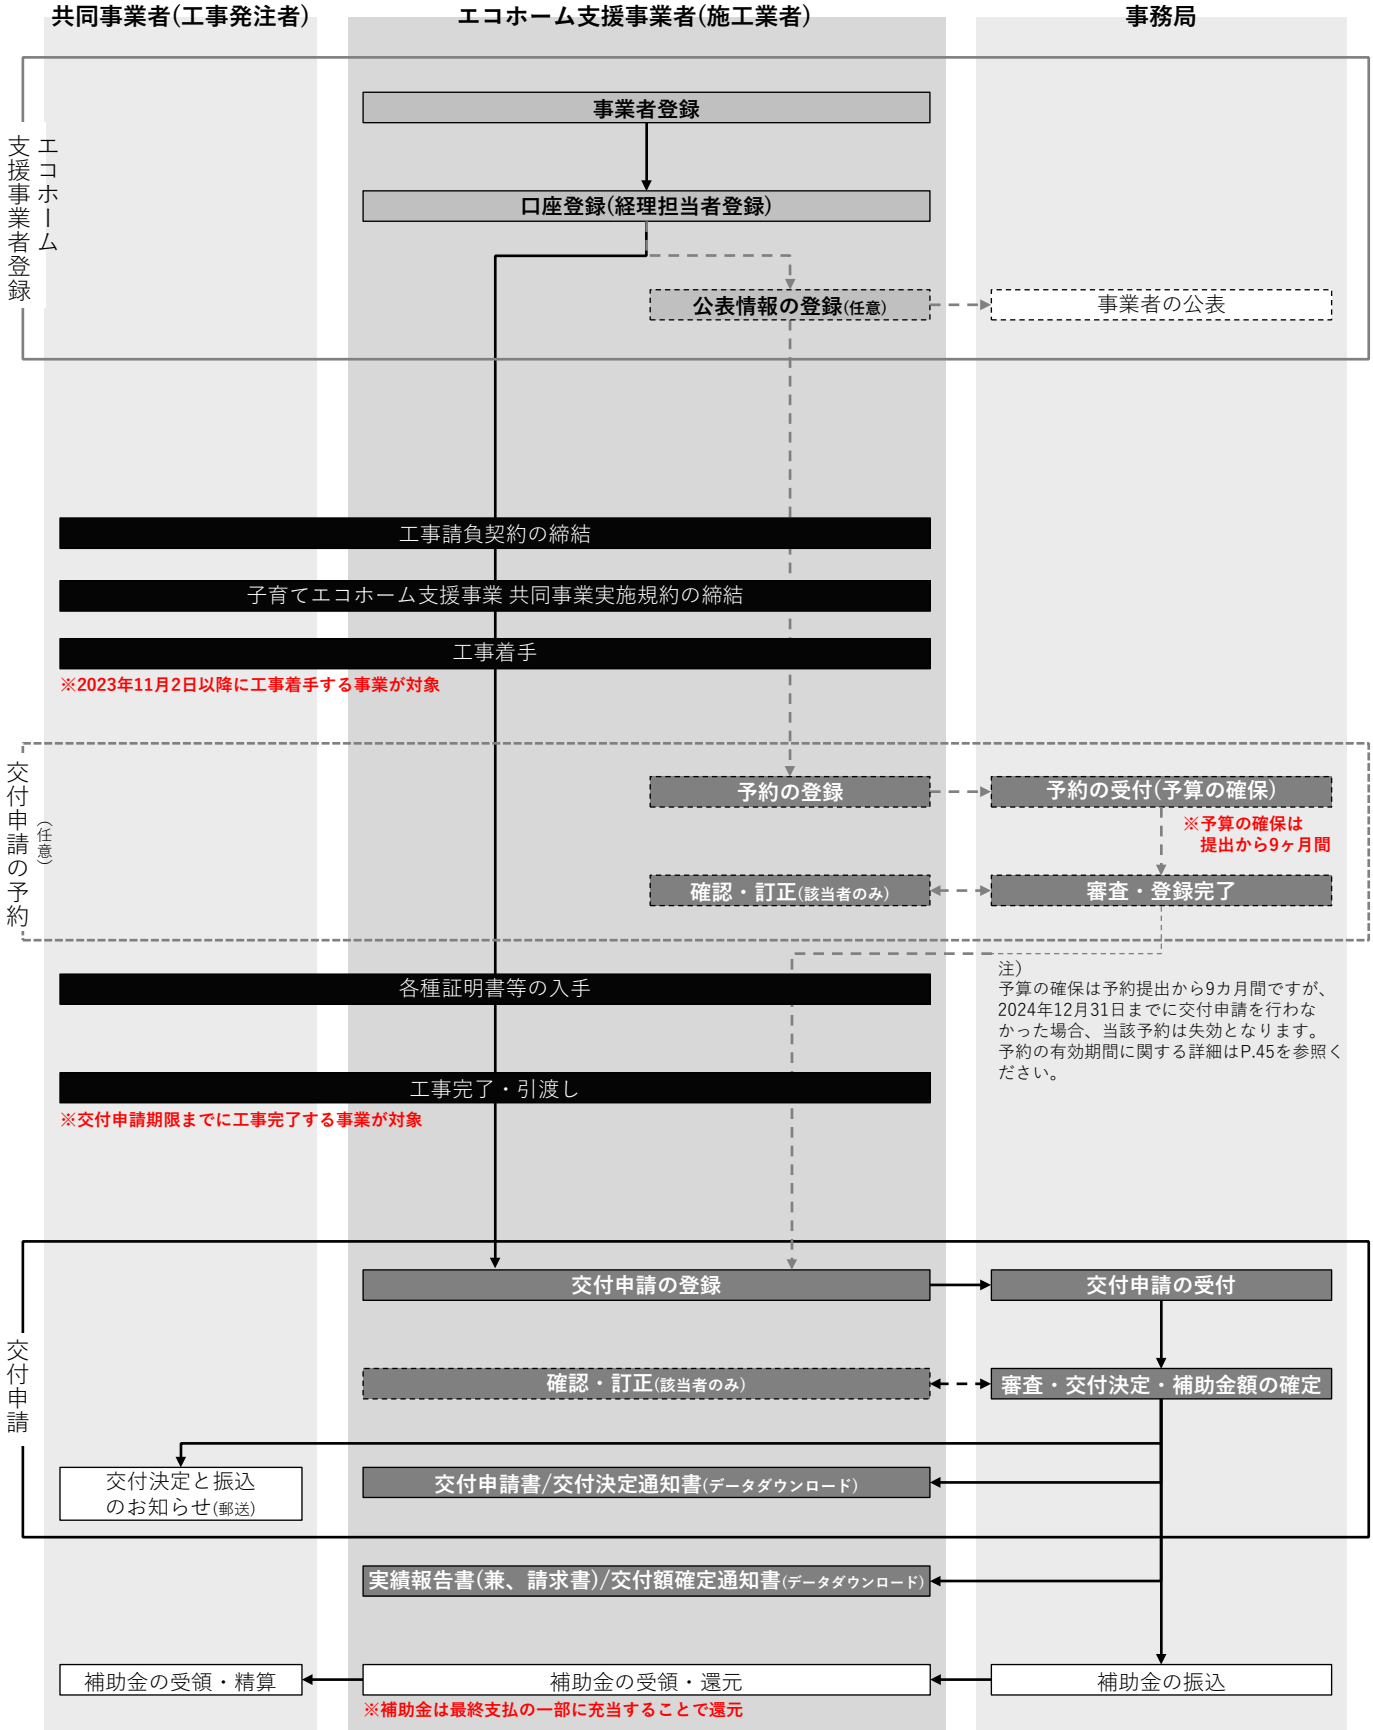 共同事業者(工事発注者)
エコホーム支援事業者(施工業者)
事務局
エコホーム
支援事業者登録
事業者登録
口座登録(経理担当者登録)
公表情報の登録(任意)
事業者の公表
工事請負契約の締結
子育てエコホーム支援事業 共同事業実施規約の締結
工事着手
※2023年11月2日以降に工事着手する事業が対象
交付申請の予約
(任意)
予約の登録
予約の受付(予算の確保)
※予算の確保は
提出から9ヶ月間
確認・訂正(該当者のみ)
審査・登録完了
注)
予算の確保は予約提出から9カ月間ですが、
2024年12月31日までに交付申請を行わな
かった場合、当該予約は失効となります。
予約の有効期間に関する詳細はP.45を参照く
ださい。
各種証明書等の入手
工事完了・引渡し
※交付申請期限までに工事完了する事業が対象
交付申請
交付申請の登録
交付申請の受付
確認・訂正(該当者のみ)
審査・交付決定・補助金額の確定
交付決定と振込
のお知らせ(郵送)
交付申請書/交付決定通知書(データダウンロード)
実績報告書(兼、請求書)/交付額確定通知書(データダウンロード)
補助金の受領・精算
補助金の受領・還元
補助金の振込
※補助金は最終支払の一部に充当することで還元